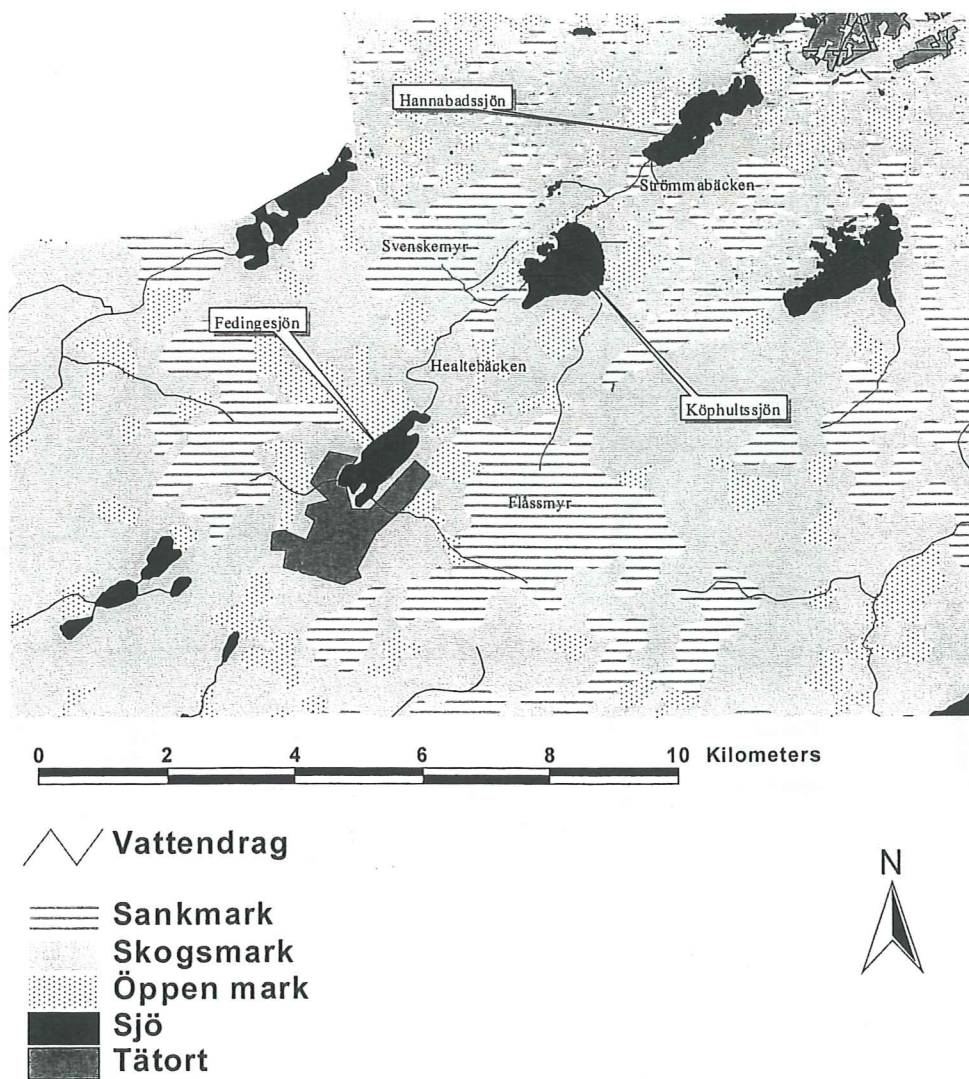 Hannabadssjön
Strömmabäcken
Svenskemyr
Fedingesjön
Healtebäcken
Köphultssjön
Flåssmyr
0 2 4 6 8 10 Kilometers
Vattendrag
N
Sankmark
Skogsmark
Öppen mark
Sjö
Tätort